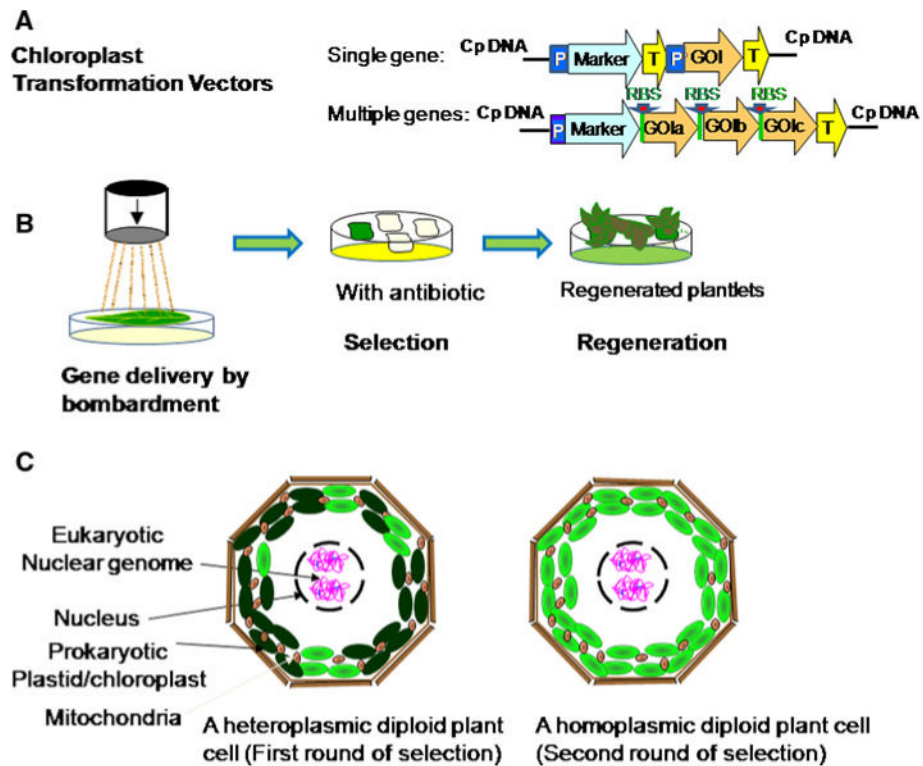 A
Chloroplast
Transformation Vectors
Single gene:
CpDNA
P Marker T P GOI T
CpDNA
RBS RBS RBS
Multiple genes:
CpDNA
P Marker GOIa GOIb GOIc T
CpDNA
B
With antibiotic
Regenerated plantlets
Selection
Regeneration
Gene delivery by
bombardment
C
Eukaryotic
Nuclear genome
Nucleus
Prokaryotic
Plastid/chloroplast
Mitochondria
A heteroplasmic diploid plant
cell (First round of selection)
A homoplasmic diploid plant cell
(Second round of selection)